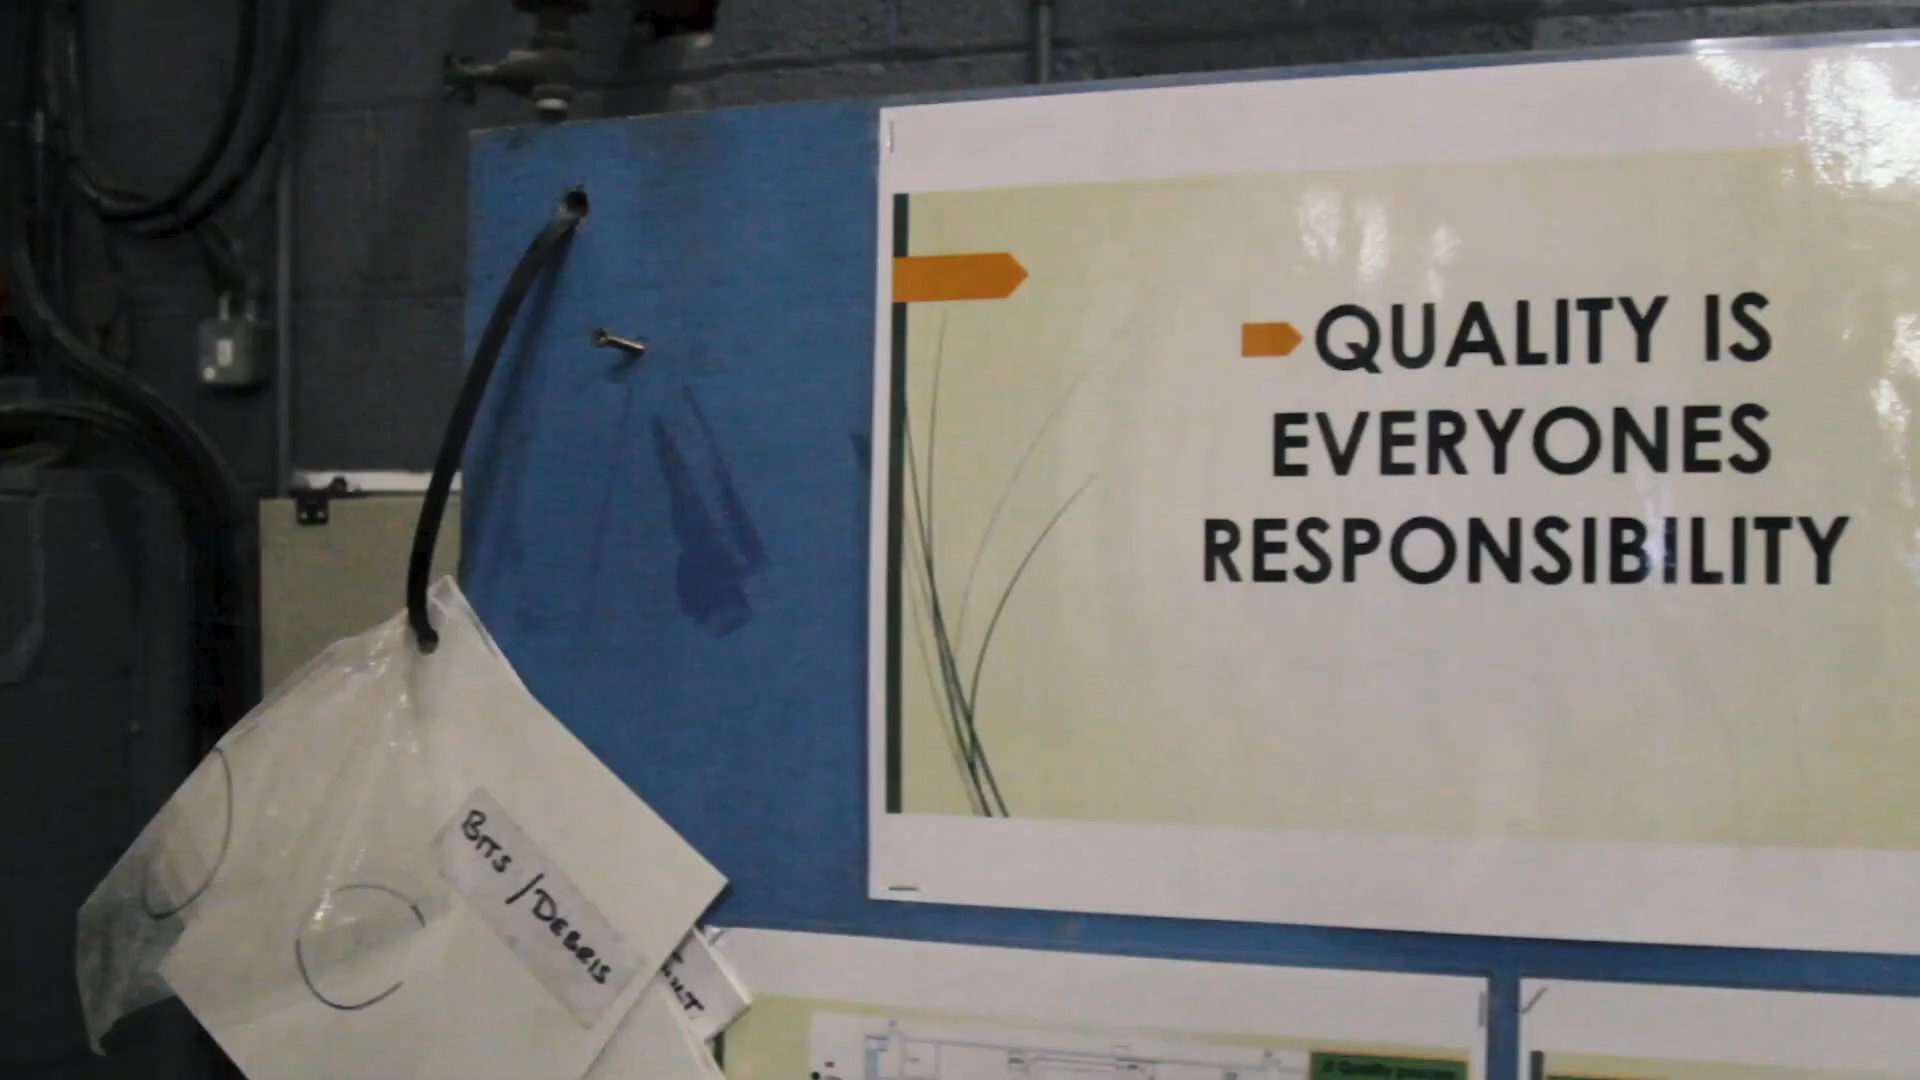 QUALITY IS
EVERYONES
RESPONSIBILITY
BITS / DEBRIS